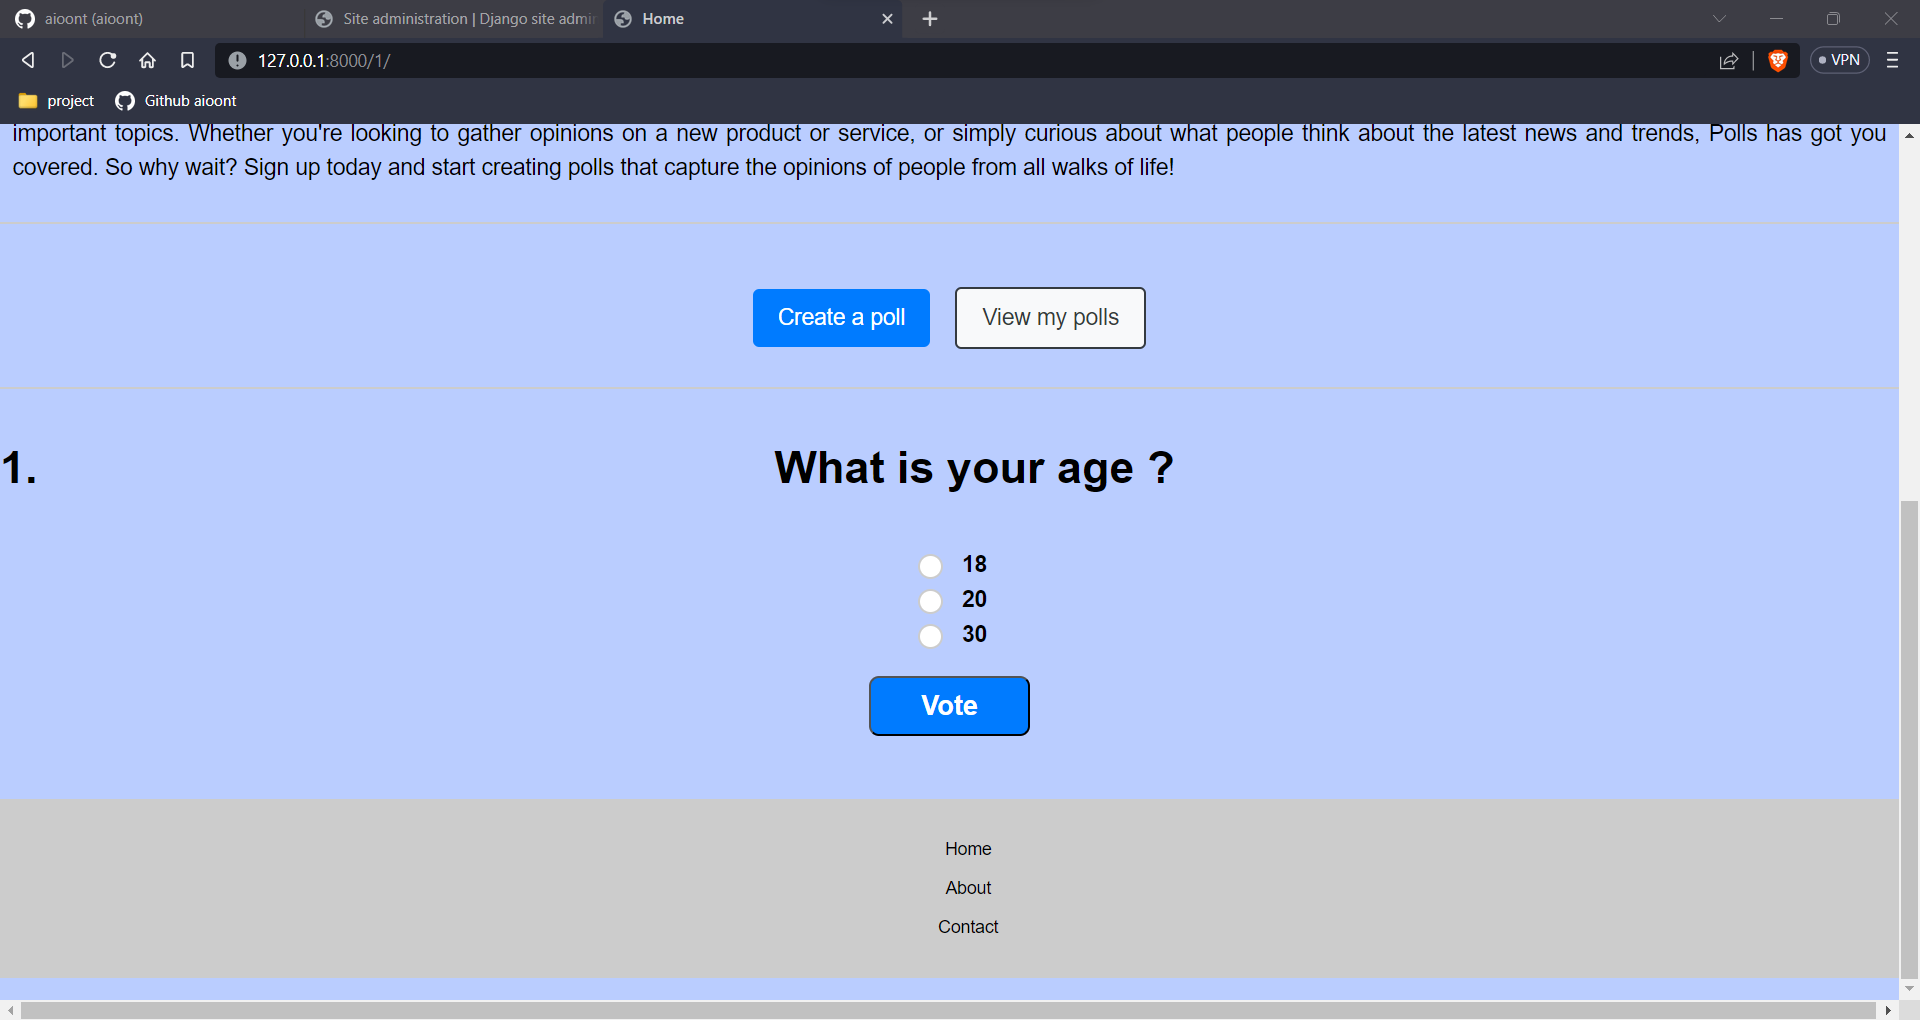 aioont (aioont)
Site administration | Django site admin
Home
127.0.0.1:8000/1/
VPN
project
Github aioont
important topics. Whether you're looking to gather opinions on a new product or service, or simply curious about what people think about the latest news and trends, Polls has got you
covered. So why wait? Sign up today and start creating polls that capture the opinions of people from all walks of life!
Create a poll
View my polls
1.
What is your age ?
18
20
30
Vote
Home
About
Contact